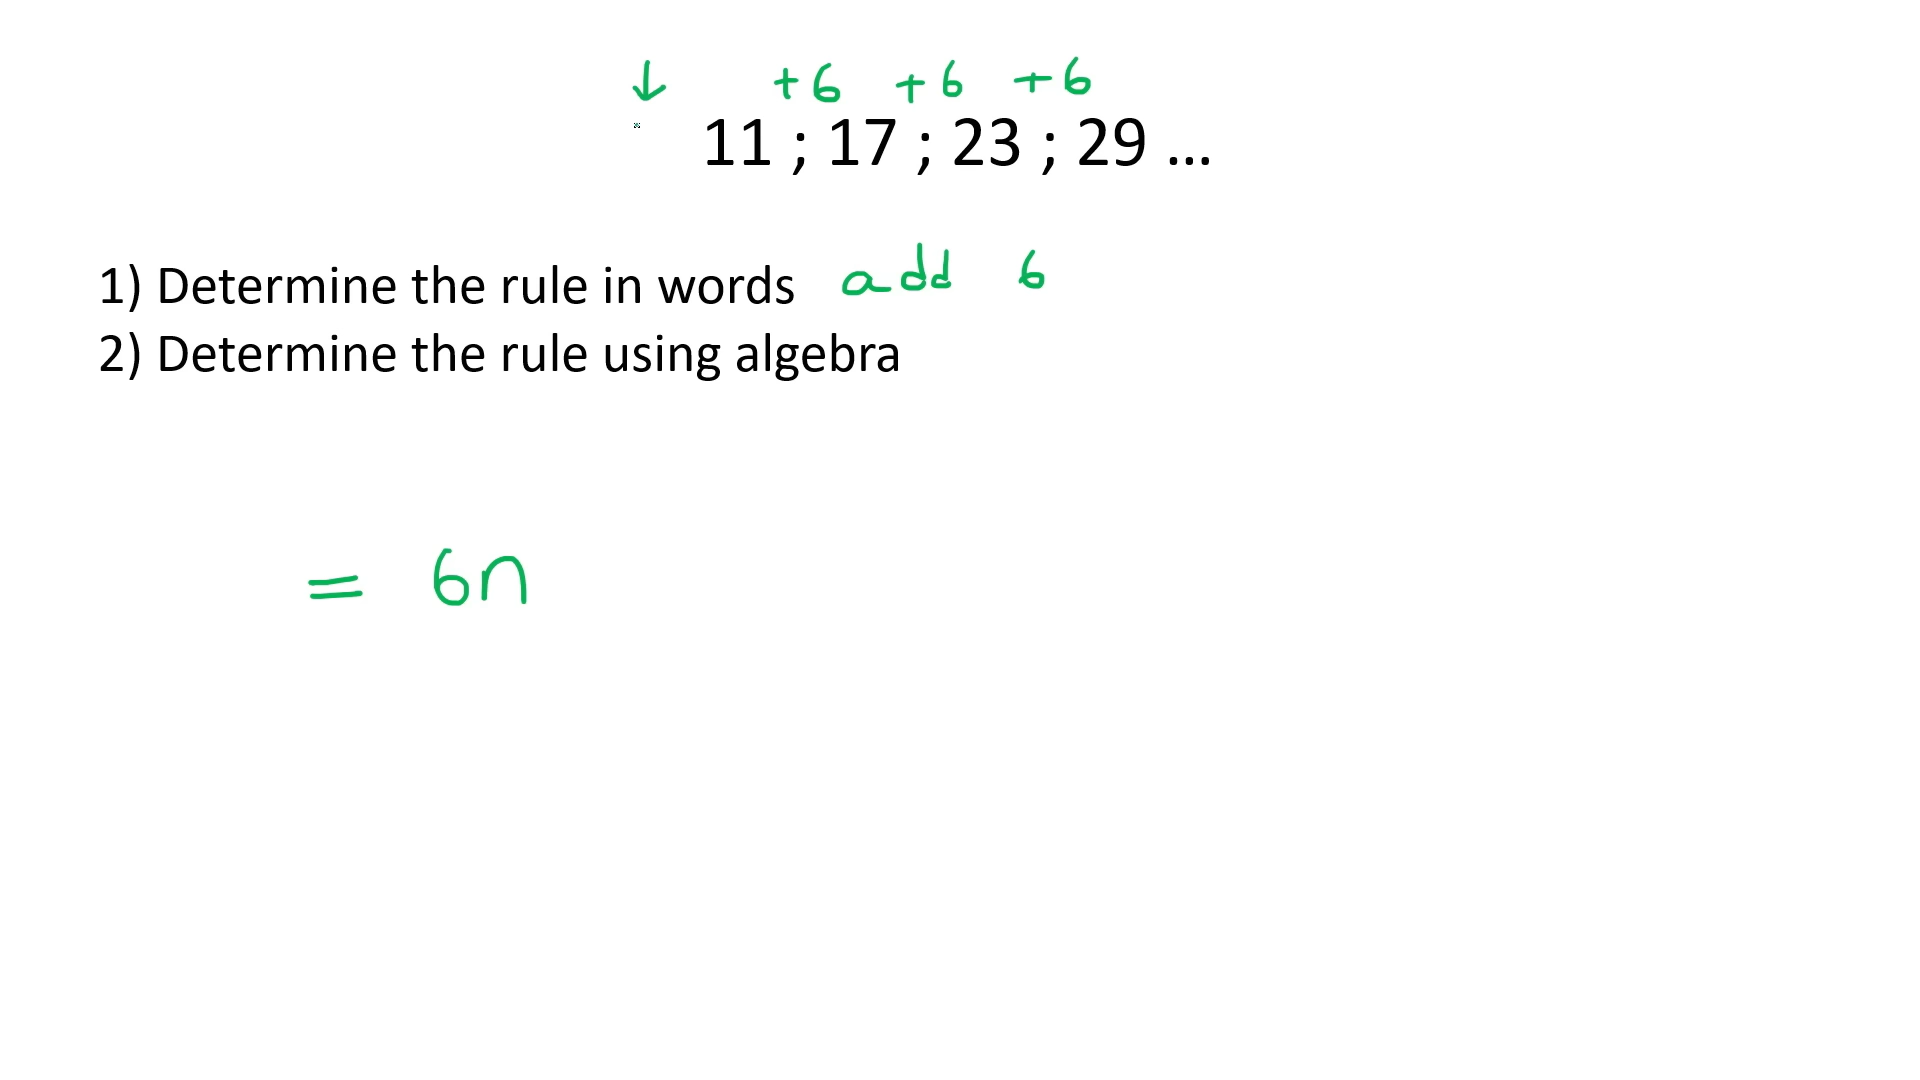 +6 +6 +6
11 ; 17 ; 23 ; 29 ...
1) Determine the rule in words add 6
2) Determine the rule using algebra
= 6n